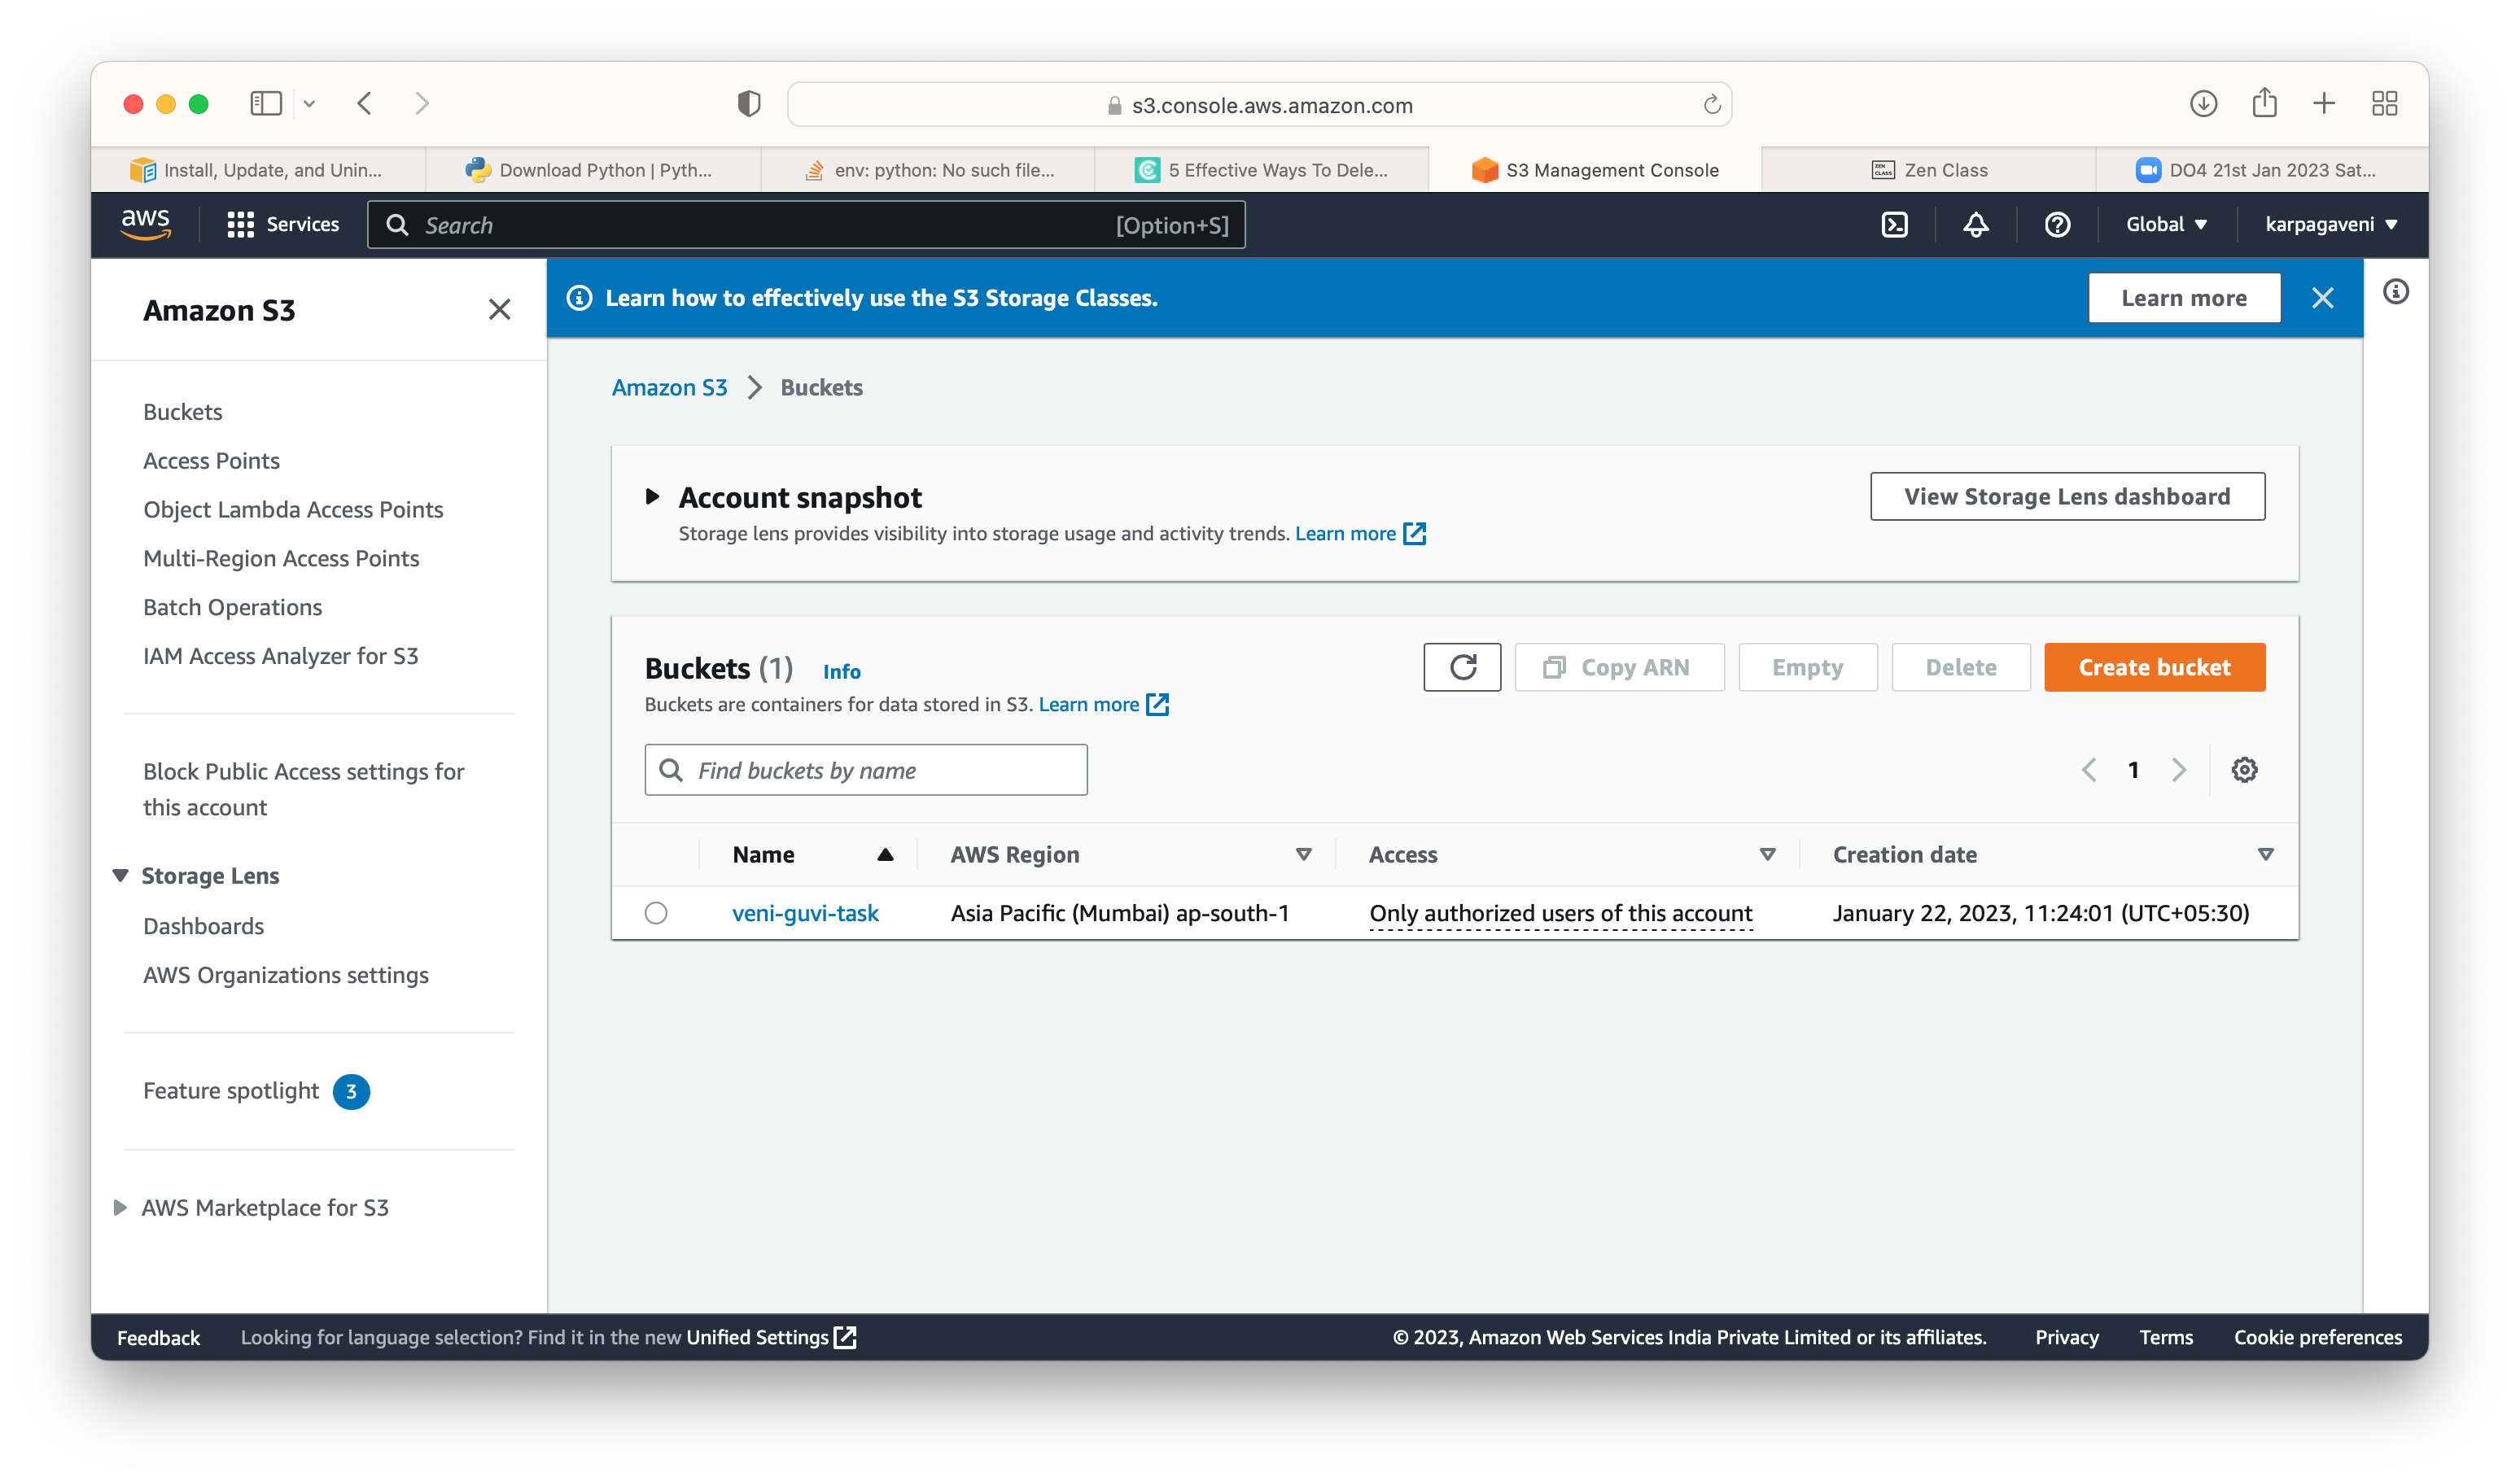 s3.console.aws.amazon.com
Install, Update, and Unin...
Download Python | Pyth...
env: python: No such file...
5 Effective Ways To Dele...
S3 Management Console
ZEN CLASS
Zen Class
DO4 21st Jan 2023 Sat...
aws
Services
Search
[Option+S]
Global
karpagaveni
Amazon S3
Buckets
Access Points
Object Lambda Access Points
Multi-Region Access Points
Batch Operations
IAM Access Analyzer for S3
Block Public Access settings for
this account
Storage Lens
Dashboards
AWS Organizations settings
Feature spotlight 3
AWS Marketplace for S3
Learn how to effectively use the S3 Storage Classes.
Learn more
Amazon S3
Buckets
Account snapshot
Storage lens provides visibility into storage usage and activity trends. Learn more
View Storage Lens dashboard
Buckets (1) Info
Buckets are containers for data stored in S3. Learn more
Copy ARN
Empty
Delete
Create bucket
Find buckets by name
1
Name
AWS Region
Access
Creation date
veni-guvi-task
Asia Pacific (Mumbai) ap-south-1
Only authorized users of this account
January 22, 2023, 11:24:01 (UTC+05:30)
Feedback
Looking for language selection? Find it in the new Unified Settings
© 2023, Amazon Web Services India Private Limited or its affiliates.
Privacy
Terms
Cookie preferences